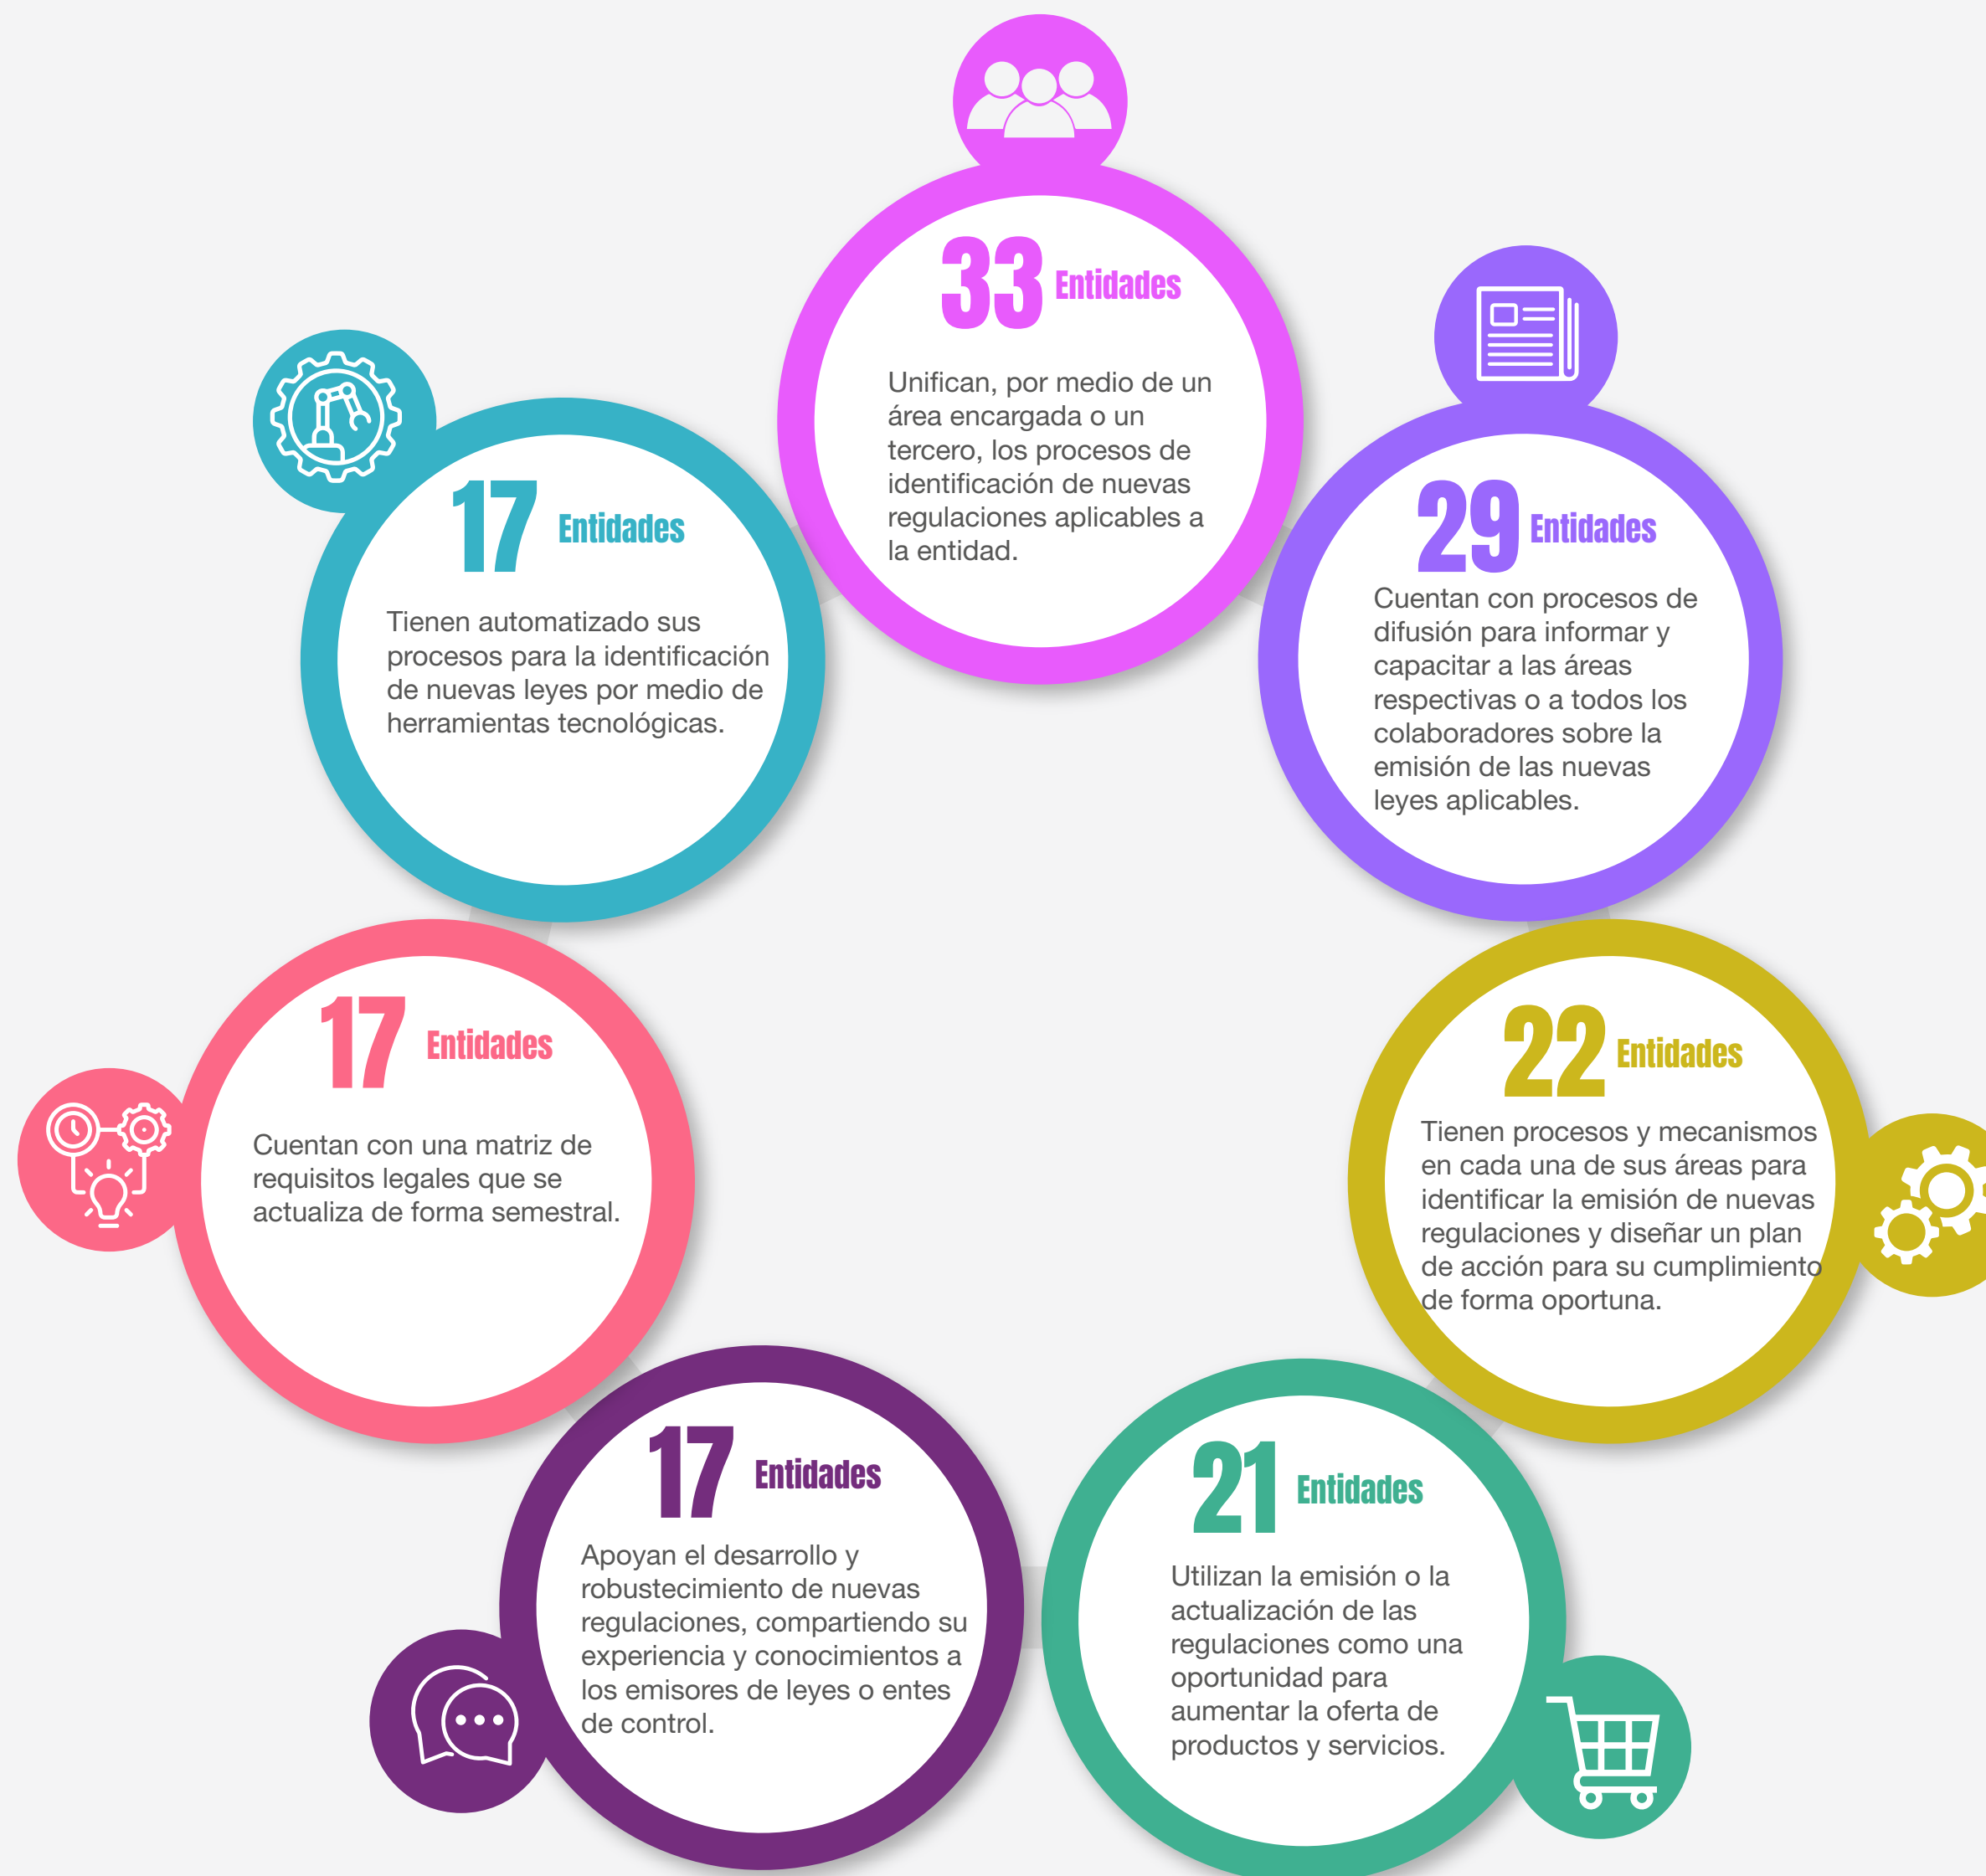 33 Entidades
Unifican, por medio de un
área encargada o un
tercero, los procesos de
identificación de nuevas
regulaciones aplicables a
la entidad.
29 Entidades
Cuentan con procesos de
difusión para informar y
capacitar a las áreas
respectivas o a todos los
colaboradores sobre la
emisión de las nuevas
leyes aplicables.
22 Entidades
Tienen procesos y mecanismos
en cada una de sus áreas para
identificar la emisión de nuevas
regulaciones y diseñar un plan
de acción para su cumplimiento
de forma oportuna.
21 Entidades
Utilizan la emisión o la
actualización de las
regulaciones como una
oportunidad para
aumentar la oferta de
productos y servicios.
17 Entidades
Apoyan el desarrollo y
robustecimiento de nuevas
regulaciones, compartiendo su
experiencia y conocimientos a
los emisores de leyes o entes
de control.
17 Entidades
Cuentan con una matriz de
requisitos legales que se
actualiza de forma semestral.
17 Entidades
Tienen automatizado sus
procesos para la identificación
de nuevas leyes por medio de
herramientas tecnológicas.